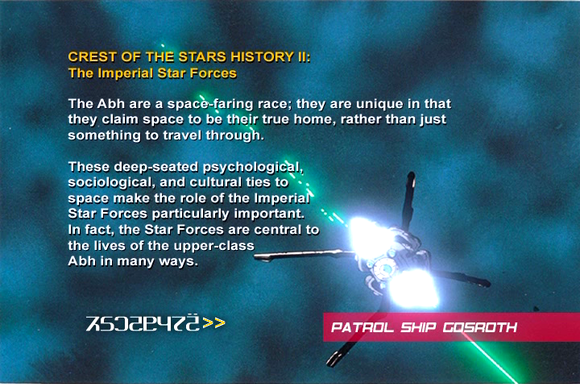 CREST OF THE STARS HISTORY II:
The Imperial Star Forces
The Abh are a space-faring race; they are unique in that
they claim space to be their true home, rather than just
something to travel through.
These deep-seated psychological,
sociological, and cultural ties to
space make the role of the Imperial
Star Forces particularly important.
In fact, the Star Forces are central to
the lives of the upper-class
Abh in many ways.
>>
PATROL SHIP GOSROTH